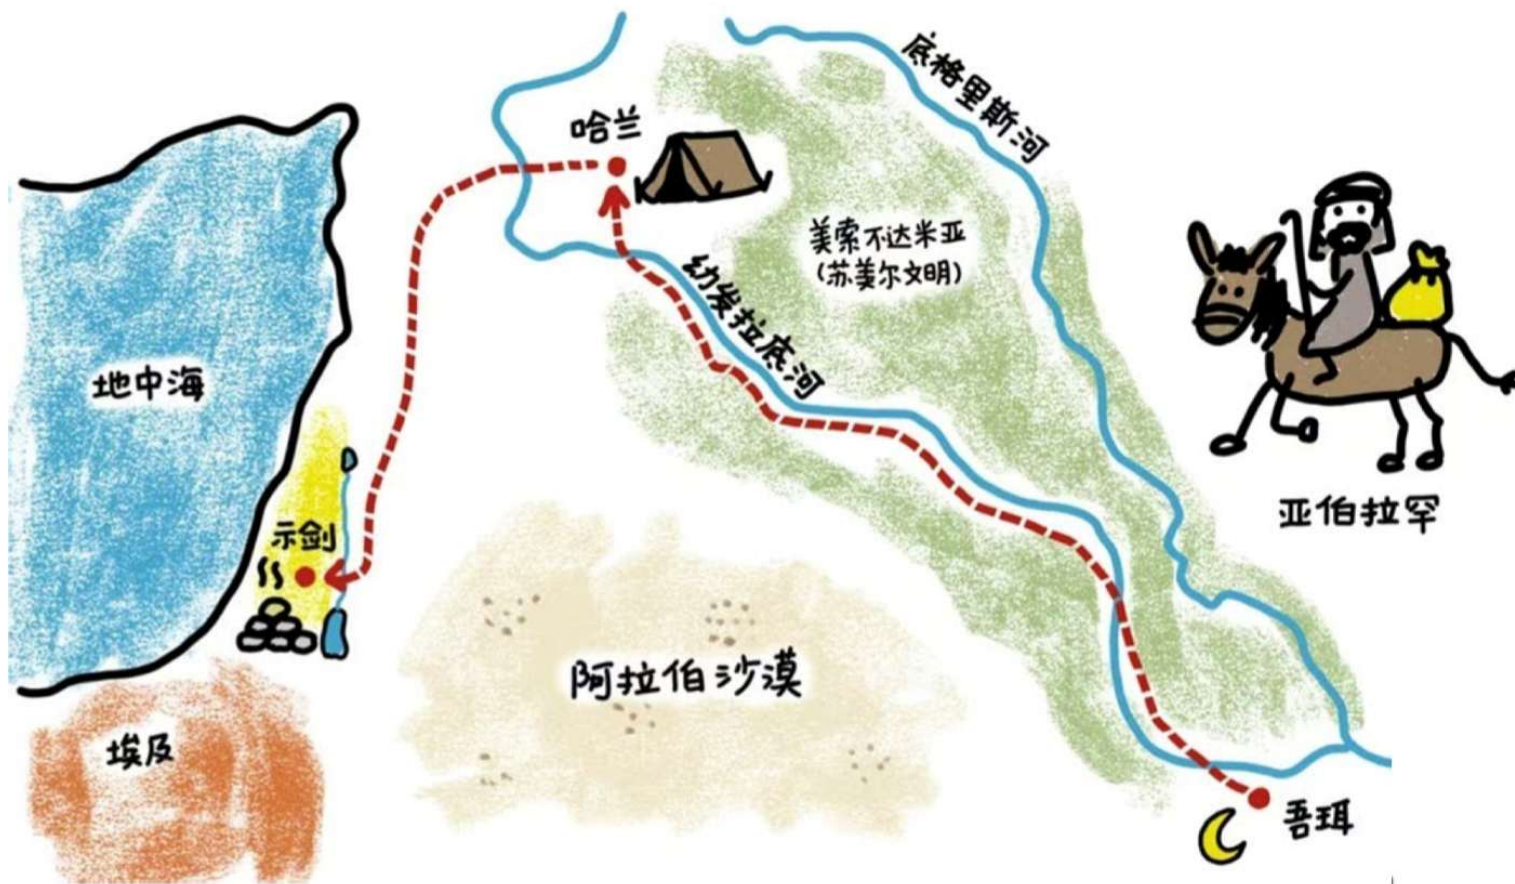 底格里斯河
哈兰
美索不达米亚
(苏美尔文明)
幼发拉底河
地中海
示剑
亚伯拉罕
阿拉伯沙漠
埃及
吾珥